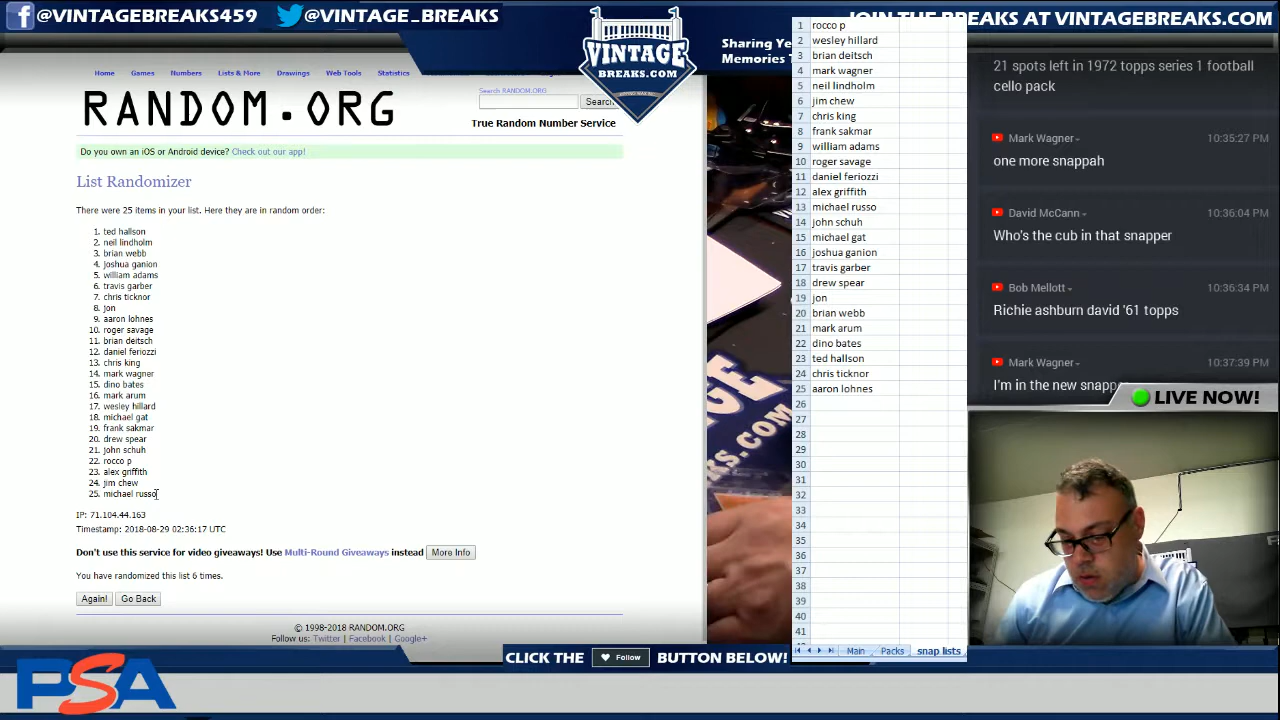 @VINTAGEBREAKS459
@VINTAGE_BREAKS
VINTAGE
BREAKS.COM
Sharing Ye
Memories T
JOIN THE BREAKS AT VINTAGEBREAKS.COM
Home
Games
Numbers
Lists & More
Drawings
Web Tools
Statistics
Search RANDOM.ORG
Search
RANDOM.ORG
True Random Number Service
Do you own an iOS or Android device? Check out our app!
List Randomizer
There were 25 items in your list. Here they are in random order:
1. ted hallson
2. neil lindholm
3. brian webb
4. joshua ganion
5. william adams
6. travis garber
7. chris ticknor
8. jon
9. aaron lohnes
10. roger savage
11. brian deitsch
12. daniel feriozzi
13. chris king
14. mark wagner
15. dino bates
16. mark arum
17. wesley hillard
18. michael gat
19. frank sakmar
20. drew spear
21. john schuh
22. rocco p
23. alex griffith
24. jim chew
25. michael russo
IP: 71.104.44.163
Timestamp: 2018-08-29 02:36:17 UTC
Don't use this service for video giveaways! Use Multi-Round Giveaways instead
More Info
You have randomized this list 6 times.
Again!
Go Back
© 1998-2018 RANDOM.ORG
Follow us: Twitter | Facebook | Google+
1 rocco p
2 wesley hillard
3 brian deitsch
4 mark wagner
5 neil lindholm
6 jim chew
7 chris king
8 frank sakmar
9 william adams
10 roger savage
11 daniel feriozzi
12 alex griffith
13 michael russo
14 john schuh
15 michael gat
16 joshua ganion
17 travis garber
18 drew spear
19 jon
20 brian webb
21 mark arum
22 dino bates
23 ted hallson
24 chris ticknor
25 aaron lohnes
26
27
28
29
30
31
32
33
34
35
36
37
38
39
40
41
Main
Packs
snap lists
21 spots left in 1972 topps series 1 football
cello pack
Mark Wagner
10:35:27 PM
one more snappah
David McCann
10:36:04 PM
Who's the cub in that snapper
Bob Mellott
10:36:34 PM
Richie ashburn david '61 topps
Mark Wagner
10:37:39 PM
I'm in the new snapp
LIVE NOW!
CLICK THE
Follow
BUTTON BELOW!
PSA